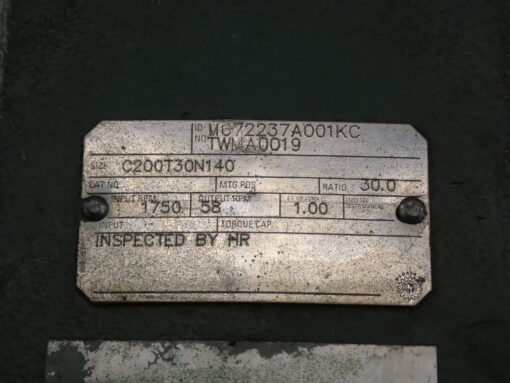 ID NO M872237A001KC
TWMA0019
SIZE C200T30N140
CAT NO MTG POS RATIO 30.0
INPUT RPM 1750 OUTPUT RPM 58 1.00
INPUT TORQUE CAP
INSPECTED BY HR